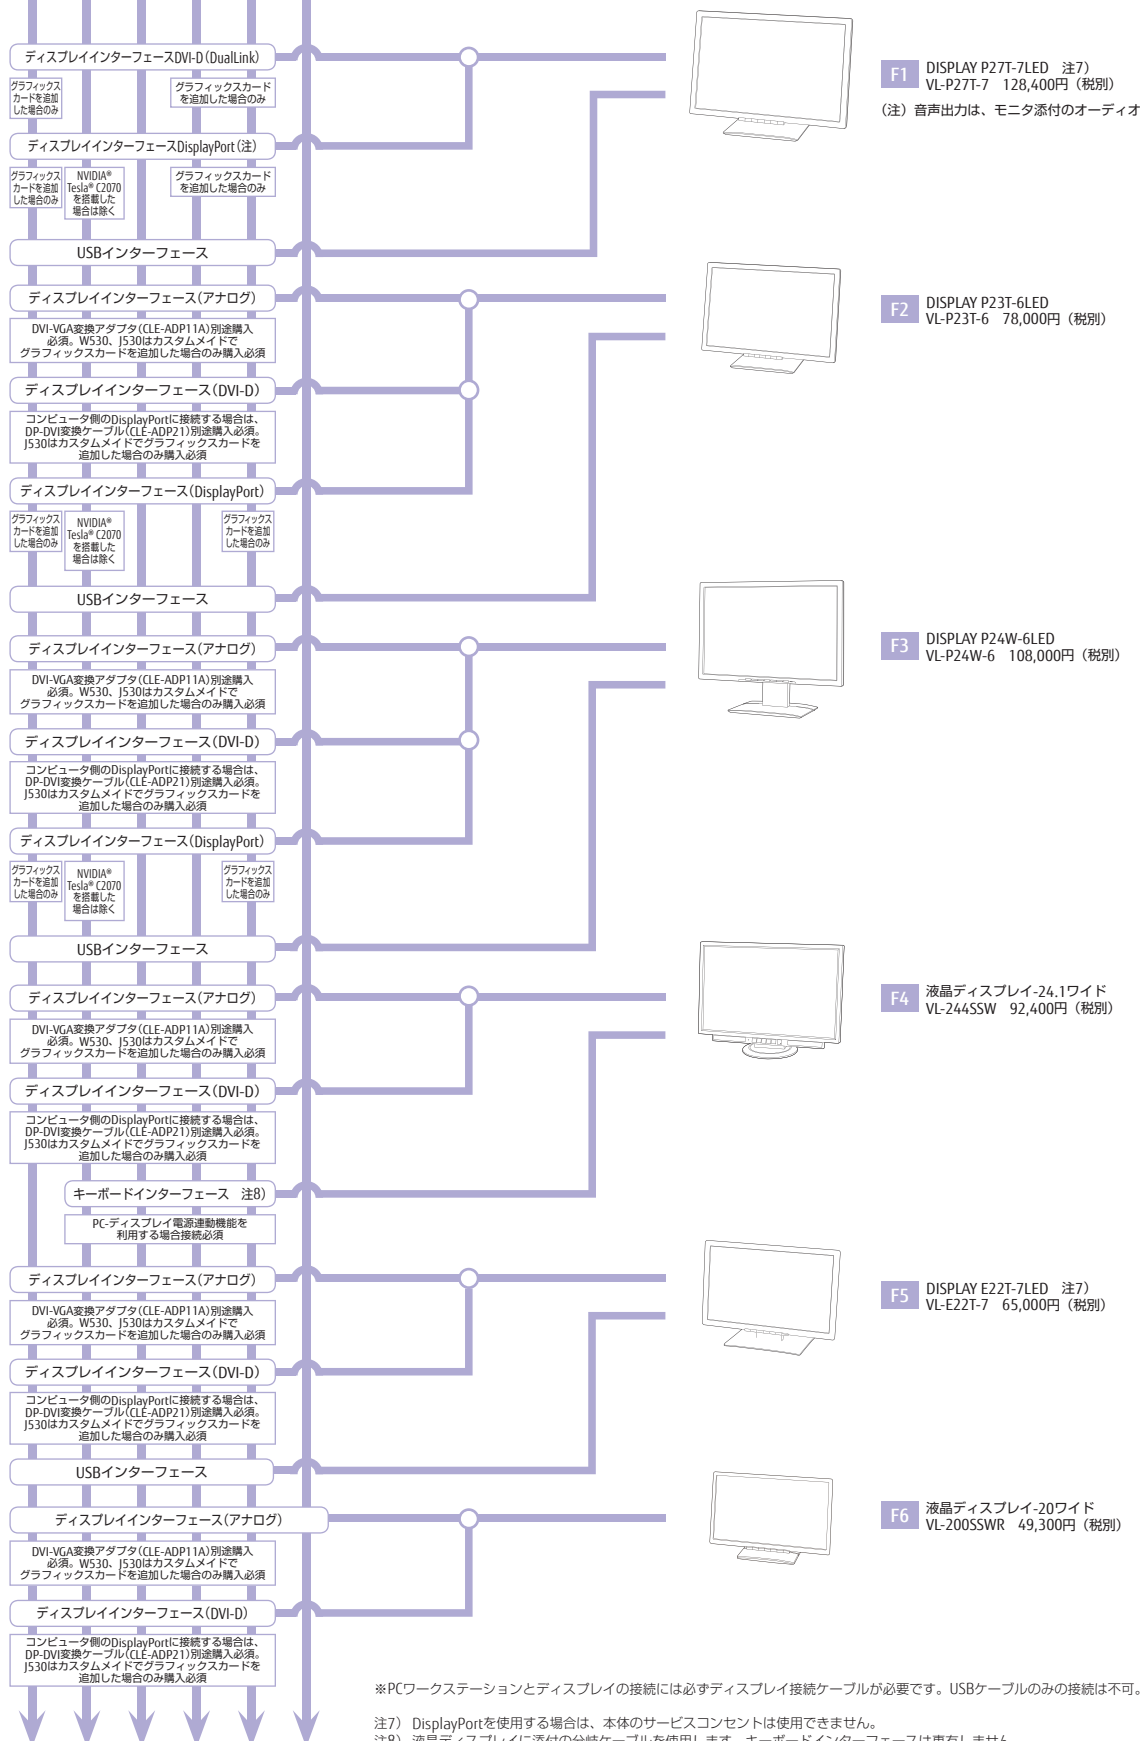 ディスプレイインターフェースDVI-D(DualLink)
グラフィックス
カードを追加
した場合のみ
グラフィックスカード
を追加した場合のみ
F1
DISPLAY P27T-7LED 注7)
VL-P27T-7 128,400円(税別)
(注)音声出力は、モニタ添付のオーディオ
ディスプレイインターフェースDisplayPort(注)
グラフィックス
カードを追加
した場合のみ
NVIDIA®
Tesla® C2070
を搭載した
場合は除く
グラフィックスカード
を追加した場合のみ
USBインターフェース
ディスプレイインターフェース(アナログ)
DVI-VGA変換アダプタ(CLE-ADP11A)別途購入
必須。W530、J530はカスタムメイドで
グラフィックスカードを追加した場合のみ購入必須
F2
DISPLAY P23T-6LED
VL-P23T-6 78,000円(税別)
ディスプレイインターフェース(DVI-D)
コンピュータ側のDisplayPortに接続する場合は、
DP-DVI変換ケーブル(CLE-ADP21)別途購入必須。
J530はカスタムメイドでグラフィックスカードを
追加した場合のみ購入必須
ディスプレイインターフェース(DisplayPort)
グラフィックス
カードを追加
した場合のみ
NVIDIA®
Tesla® C2070
を搭載した
場合は除く
グラフィックス
カードを追加
した場合のみ
USBインターフェース
ディスプレイインターフェース(アナログ)
DVI-VGA変換アダプタ(CLE-ADP11A)別途購入
必須。W530、J530はカスタムメイドで
グラフィックスカードを追加した場合のみ購入必須
F3
DISPLAY P24W-6LED
VL-P24W-6 108,000円(税別)
ディスプレイインターフェース(DVI-D)
コンピュータ側のDisplayPortに接続する場合は、
DP-DVI変換ケーブル(CLE-ADP21)別途購入必須。
J530はカスタムメイドでグラフィックスカードを
追加した場合のみ購入必須
ディスプレイインターフェース(DisplayPort)
グラフィックス
カードを追加
した場合のみ
NVIDIA®
Tesla® C2070
を搭載した
場合は除く
グラフィックス
カードを追加
した場合のみ
USBインターフェース
ディスプレイインターフェース(アナログ)
DVI-VGA変換アダプタ(CLE-ADP11A)別途購入
必須。W530、J530はカスタムメイドで
グラフィックスカードを追加した場合のみ購入必須
F4
液晶ディスプレイ-24.1ワイド
VL-244SSW 92,400円(税別)
ディスプレイインターフェース(DVI-D)
コンピュータ側のDisplayPortに接続する場合は、
DP-DVI変換ケーブル(CLE-ADP21)別途購入必須。
J530はカスタムメイドでグラフィックスカードを
追加した場合のみ購入必須
キーボードインターフェース 注8)
PC-ディスプレイ電源連動機能を
利用する場合接続必須
ディスプレイインターフェース(アナログ)
DVI-VGA変換アダプタ(CLE-ADP11A)別途購入
必須。W530、J530はカスタムメイドで
グラフィックスカードを追加した場合のみ購入必須
F5
DISPLAY E22T-7LED 注7)
VL-E22T-7 65,000円(税別)
ディスプレイインターフェース(DVI-D)
コンピュータ側のDisplayPortに接続する場合は、
DP-DVI変換ケーブル(CLE-ADP21)別途購入必須。
J530はカスタムメイドでグラフィックスカードを
追加した場合のみ購入必須
USBインターフェース
ディスプレイインターフェース(アナログ)
DVI-VGA変換アダプタ(CLE-ADP11A)別途購入
必須。W530、J530はカスタムメイドで
グラフィックスカードを追加した場合のみ購入必須
F6
液晶ディスプレイ-20ワイド
VL-200SSWR 49,300円(税別)
ディスプレイインターフェース(DVI-D)
コンピュータ側のDisplayPortに接続する場合は、
DP-DVI変換ケーブル(CLE-ADP21)別途購入必須。
J530はカスタムメイドでグラフィックスカードを
追加した場合のみ購入必須
※PCワークステーションとディスプレイの接続には必ずディスプレイ接続ケーブルが必要です。USBケーブルのみの接続は不可。
注7) DisplayPortを使用する場合は、本体のサービスコンセントは使用できません。
注8) 液晶ディスプレイに添付の分岐ケーブルを使用します。キーボードインターフェースは専有しません。